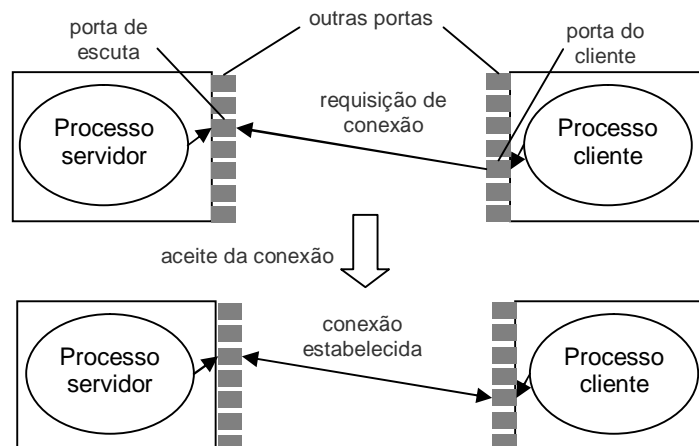 porta de
escuta
outras portas
porta do
cliente
requisição de
conexão
Processo
servidor
Processo
cliente
aceite da conexão
conexão
estabelecida
Processo
servidor
Processo
cliente